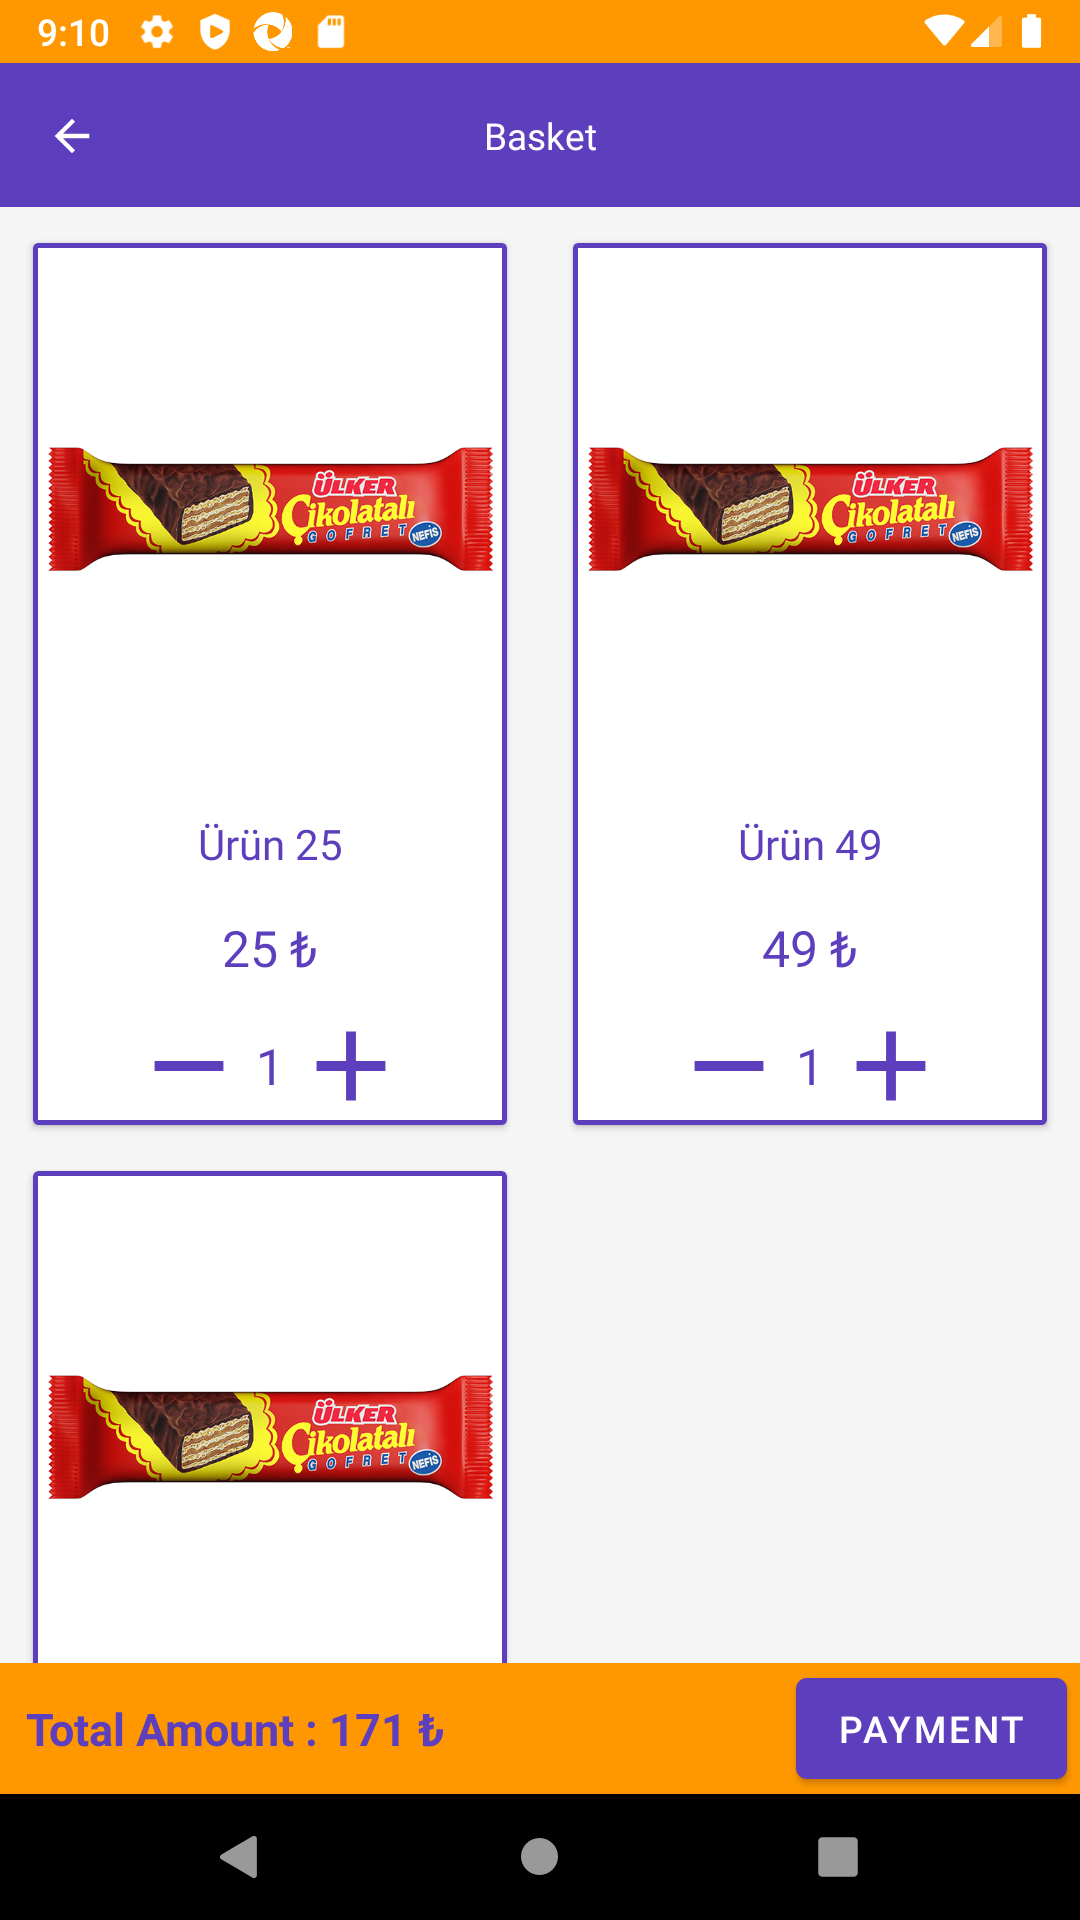 9:10
Basket
ÜLKER
Çikolatalı
GOFRET
NEFİS
ÜLKER
Çikolatalı
GOFRET
NEFİS
Ürün 25
Ürün 49
25 ₺
49 ₺
1
1
ÜLKER
Çikolatalı
GOFRET
NEFİS
Total Amount : 171 ₺
PAYMENT